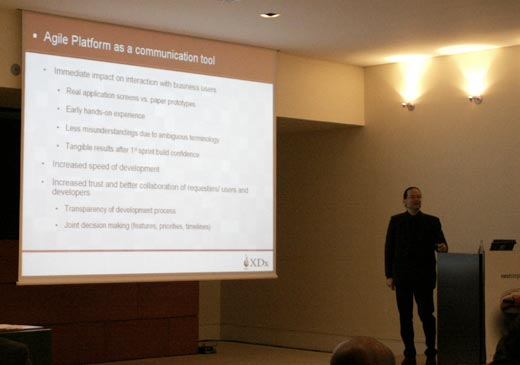 Agile Platform as a communication tool
Immediate impact on interaction with business users
Real application screens vs. paper prototypes
Early hands-on experience
Less misunderstandings due to ambiguous terminology
Tangible results after 1st sprint build confidence
Increased speed of development
Increased trust and better collaboration of requesters/ users and
developers
Transparency of development process
Joint decision making (features, priorities, timelines)
XDx